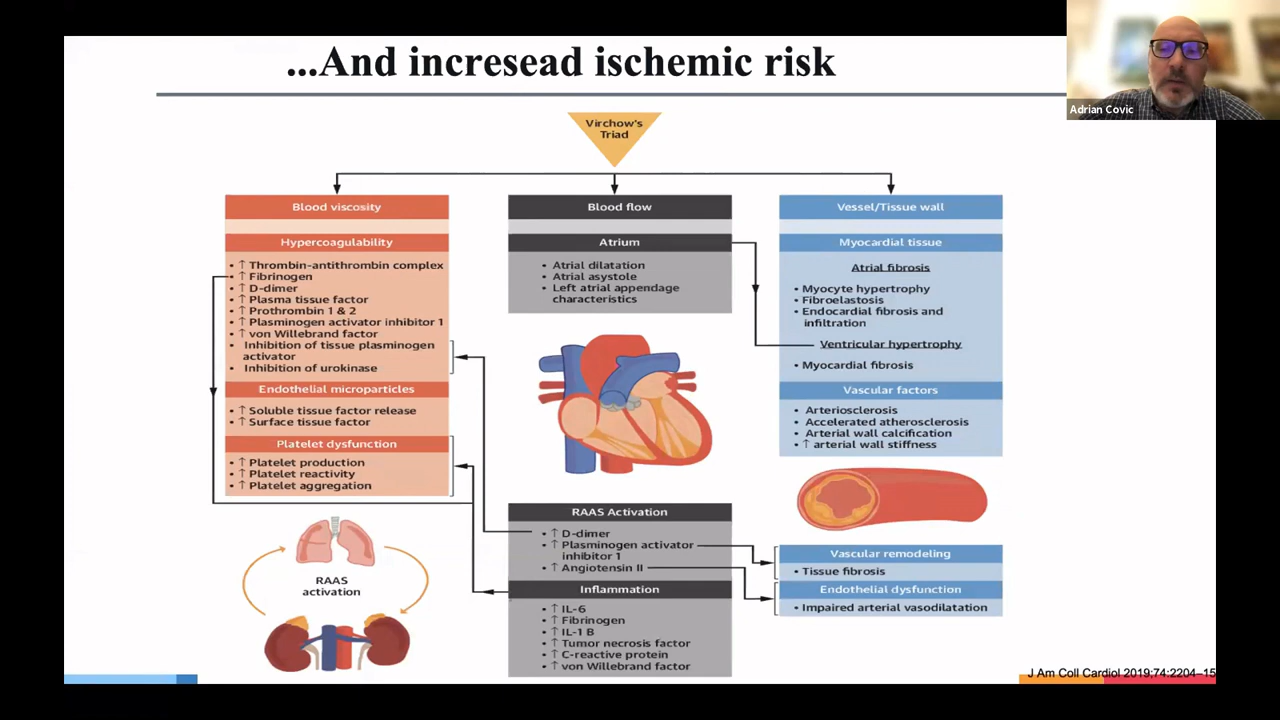 ...And incresead ischemic risk
Adrian Covic
Virchow's
Triad
Blood viscosity
Hypercoagulability
• ↑ Thrombin-antithrombin complex
• ↑ Fibrinogen
• ↑ D-dimer
• ↑ Plasma tissue factor
• ↑ Prothrombin 1 & 2
• ↑ Plasminogen activator inhibitor 1
• ↑ von Willebrand factor
• Inhibition of tissue plasminogen
activator
• Inhibition of urokinase
Endothelial microparticles
• ↑ Soluble tissue factor release
• ↑ Surface tissue factor
Platelet dysfunction
• ↑ Platelet production
• ↑ Platelet reactivity
• ↑ Platelet aggregation
RAAS
activation
Blood flow
Atrium
• Atrial dilatation
• Atrial asystole
• Left atrial appendage
characteristics
RAAS Activation
• ↑ D-dimer
• ↑ Plasminogen activator
inhibitor 1
• ↑ Angiotensin II
Inflammation
• ↑ IL-6
• ↑ Fibrinogen
• ↑ IL-1 B
• ↑ Tumor necrosis factor
• ↑ C-reactive protein
• ↑ von Willebrand factor
Vessel/Tissue wall
Myocardial tissue
Atrial fibrosis
• Myocyte hypertrophy
• Fibroelastosis
• Endocardial fibrosis and
infiltration
Ventricular hypertrophy
• Myocardial fibrosis
Vascular factors
• Arteriosclerosis
• Accelerated atherosclerosis
• Arterial wall calcification
• ↑ arterial wall stiffness
Vascular remodeling
• Tissue fibrosis
Endothelial dysfunction
• Impaired arterial vasodilatation
J Am Coll Cardiol 2019;74:2204–15